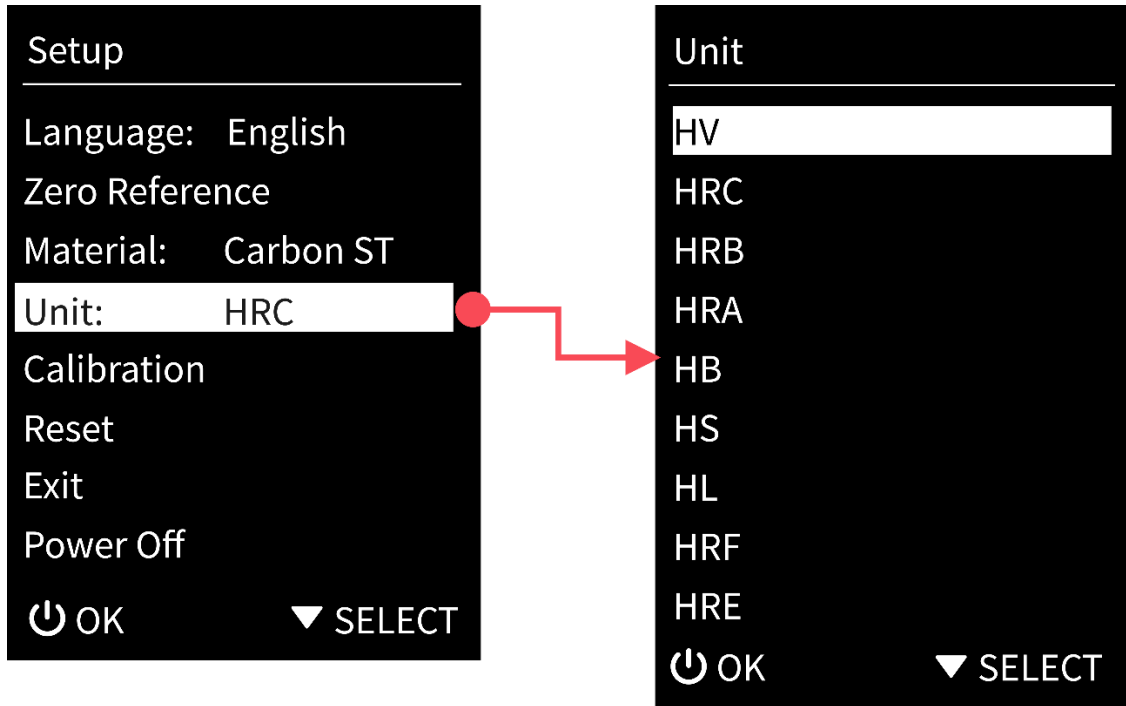 Setup
Language: English
Zero Reference
Material: Carbon ST
Unit: HRC
Calibration
Reset
Exit
Power Off
OK SELECT
Unit
HV
HRC
HRB
HRA
HB
HS
HL
HRF
HRE
OK SELECT